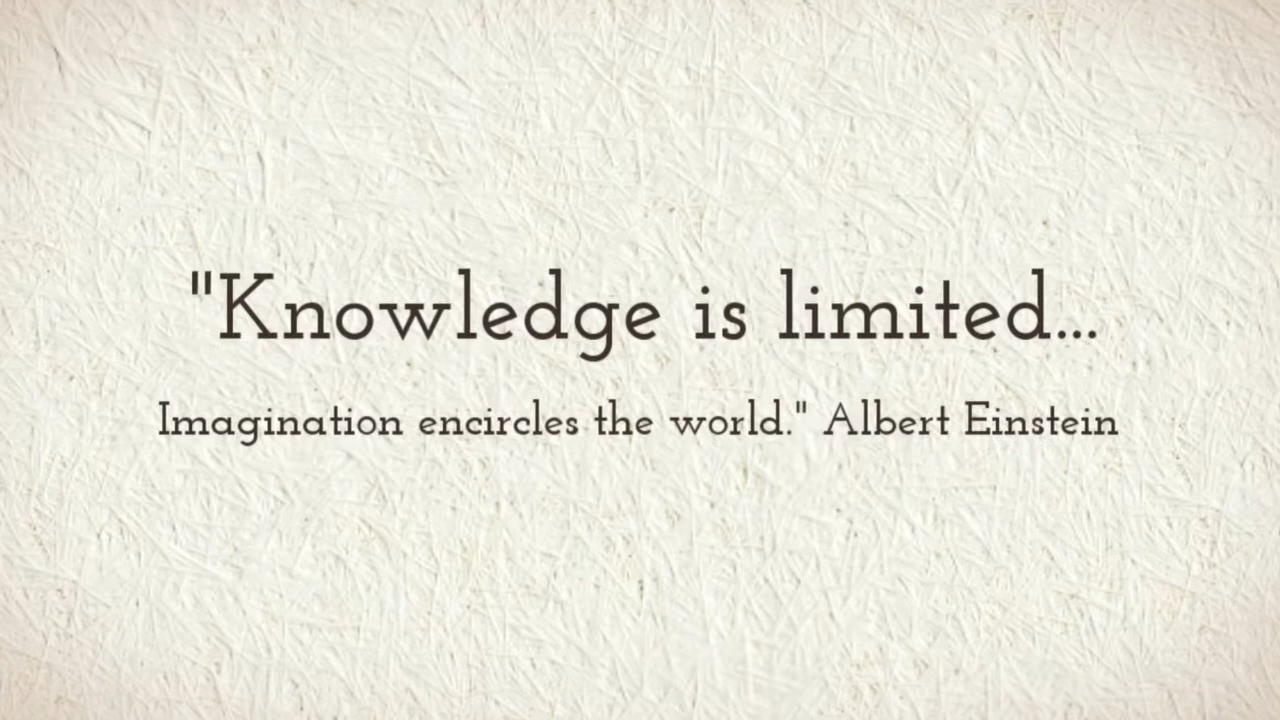 "Knowledge is limited...
Imagination encircles the world." Albert Einstein